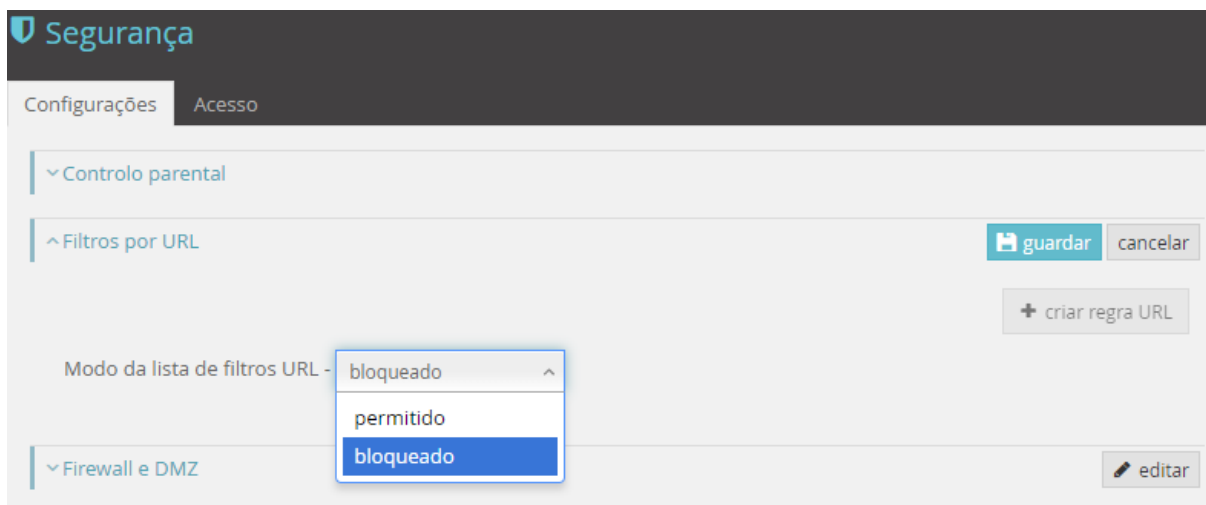 Segurança
Configurações Acesso
Controlo parental
Filtros por URL guardar cancelar
+ criar regra URL
Modo da lista de filtros URL - bloqueado
permitido
bloqueado
Firewall e DMZ editar